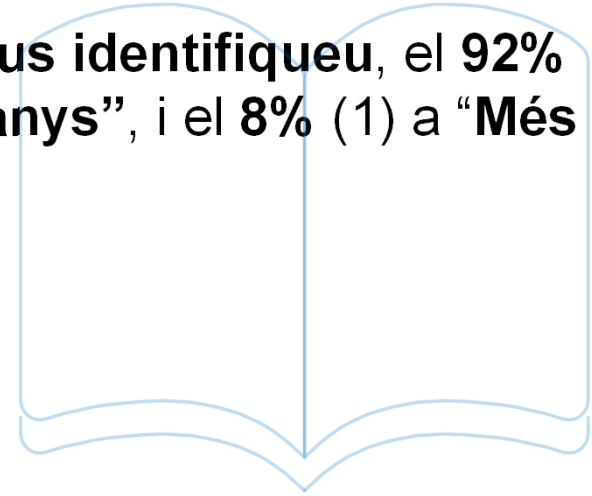 us identifiqueu, el 92%
anys”, i el 8% (1) a “Més